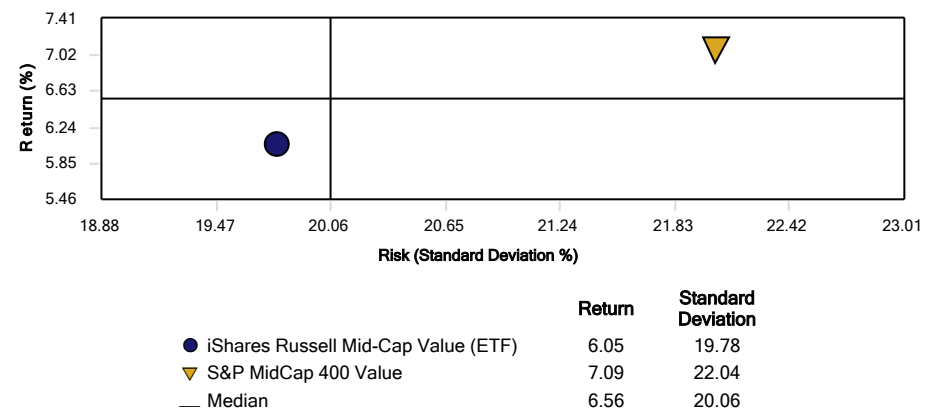 7.41
7.02
6.63
6.24
5.85
5.46
Return (%)
18.88 19.47 20.06 20.65 21.24 21.83 22.42 23.01
Risk (Standard Deviation %)
Return Standard Deviation
iShares Russell Mid-Cap Value (ETF) 6.05 19.78
S&P MidCap 400 Value 7.09 22.04
Median 6.56 20.06